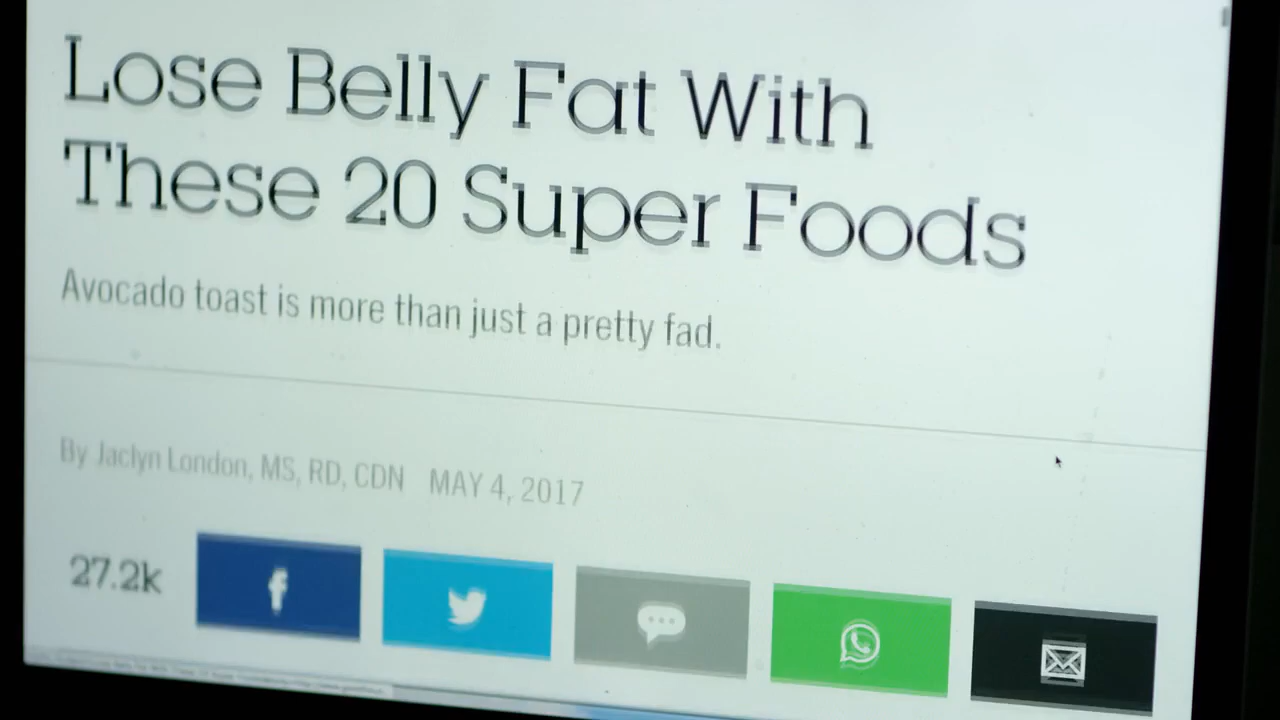 Lose Belly Fat With
These 20 Super Foods
Avocado toast is more than just a pretty fad.
By Jaclyn London, MS, RD, CDN MAY 4, 2017
27.2k